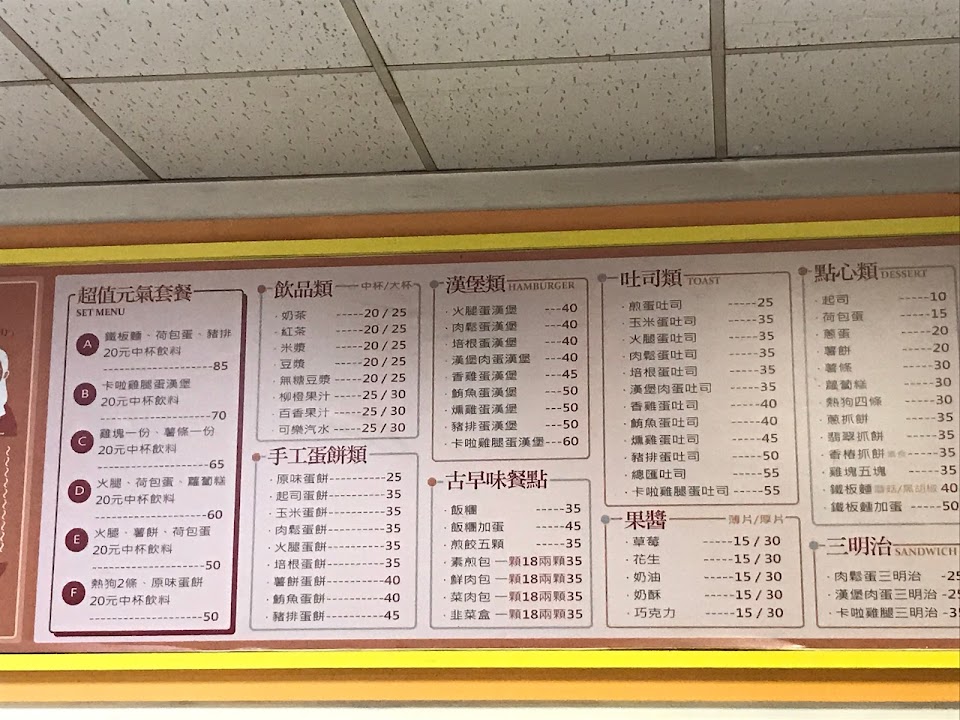 超值元氣套餐
SET MENU
A 鐵板麵、荷包蛋、豬排
20元中杯飲料
--------------------85
B 卡啦雞腿蛋漢堡
20元中杯飲料
--------------------70
C 雞塊一份、薯條一份
20元中杯飲料
--------------------65
D 火腿、荷包蛋、蘿蔔糕
20元中杯飲料
--------------------60
E 火腿、薯餅、荷包蛋
20元中杯飲料
--------------------50
F 熱狗2條、原味蛋餅
20元中杯飲料
--------------------50
飲品類 中杯/大杯
·奶茶 -----20 / 25
·紅茶 -----20 / 25
·米漿 -----20 / 25
·豆漿 -----20 / 25
·無糖豆漿 -----20 / 25
·柳橙果汁 -----25 / 30
·百香果汁 -----25 / 30
·可樂汽水 -----25 / 30
手工蛋餅類
·原味蛋餅----------25
·起司蛋餅----------35
·玉米蛋餅----------35
·肉鬆蛋餅----------35
·火腿蛋餅----------35
·培根蛋餅----------35
·薯餅蛋餅----------40
·鮪魚蛋餅----------40
·豬排蛋餅----------45
漢堡類 HAMBURGER
·火腿蛋漢堡 ---40
·肉鬆蛋漢堡 ---40
·培根蛋漢堡 ---40
·漢堡肉蛋漢堡 ---40
·香雞蛋漢堡 ---45
·鮪魚蛋漢堡 ---50
·燻雞蛋漢堡 ---50
·豬排蛋漢堡 ---50
·卡啦雞腿蛋漢堡---60
古早味餐點
·飯糰 -----35
·飯糰加蛋 -----45
·煎餃五顆 -----35
·素煎包 一顆18兩顆35
·鮮肉包 一顆18兩顆35
·菜肉包 一顆18兩顆35
·韭菜盒 一顆18兩顆35
吐司類 TOAST
·煎蛋吐司 -----25
·玉米蛋吐司 -----35
·火腿蛋吐司 -----35
·肉鬆蛋吐司 -----35
·培根蛋吐司 -----35
·漢堡肉蛋吐司 -----35
·香雞蛋吐司 -----40
·鮪魚蛋吐司 -----40
·燻雞蛋吐司 -----45
·豬排蛋吐司 -----50
·總匯吐司 -----55
·卡啦雞腿蛋吐司 -----55
果醬 薄片/厚片
·草莓 -----15 / 30
·花生 -----15 / 30
·奶油 -----15 / 30
·奶酥 -----15 / 30
·巧克力 -----15 / 30
點心類 DESSERT
·起司 -----10
·荷包蛋 -----15
·蔥蛋 -----20
·薯餅 -----20
·薯條 -----30
·蘿蔔糕 -----30
·熱狗四條 -----30
·蔥抓餅 -----35
·翡翠抓餅 -----35
·香椿抓餅 -----35
·雞塊五塊 -----35
·鐵板麵 蘑菇/黑胡椒 40
·鐵板麵加蛋 -----50
三明治 SANDWICH
·肉鬆蛋三明治 -25
·漢堡肉蛋三明治
·卡啦雞腿三明治